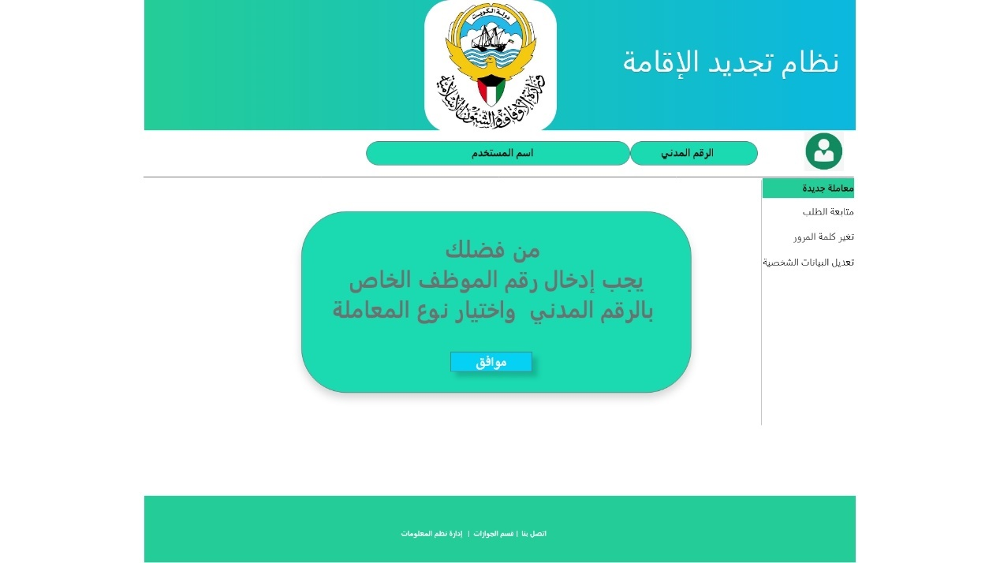 دولة الكويت
وزارة الأوقاف والشئون الإسلامية
نظام تجديد الإقامة
الرقم المدني
اسم المستخدم
معاملة جديدة
متابعة الطلب
تغير كلمة المرور
تعديل البيانات الشخصية
من فضلك
يجب إدخال رقم الموظف الخاص
بالرقم المدني واختيار نوع المعاملة
موافق
اتصل بنا | قسم الجوازات | إدارة نظم المعلومات